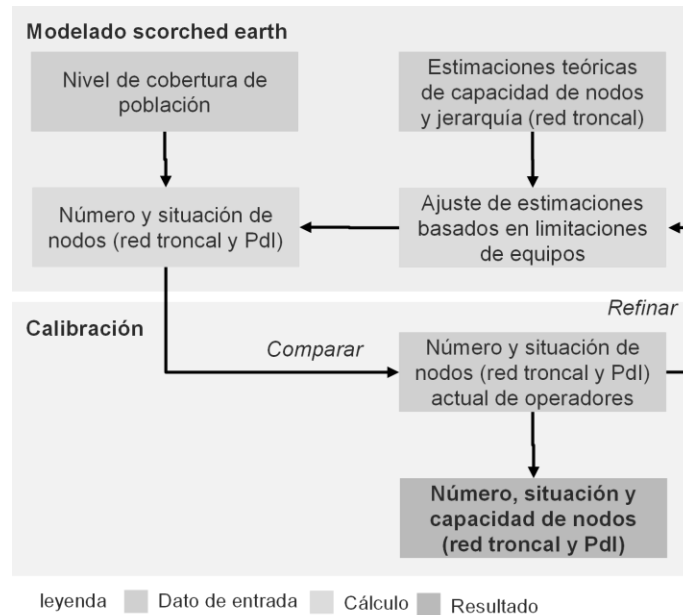 Modelado scorched earth
Nivel de cobertura de
población
Estimaciones teóricas
de capacidad de nodos
y jerarquía (red troncal)
Número y situación de
nodos (red troncal y PdI)
Ajuste de estimaciones
basados en limitaciones
de equipos
Calibración
Refinar
Comparar
Número y situación de
nodos (red troncal y PdI)
actual de operadores
Número, situación y
capacidad de nodos
(red troncal y PdI)
leyenda Dato de entrada Cálculo Resultado